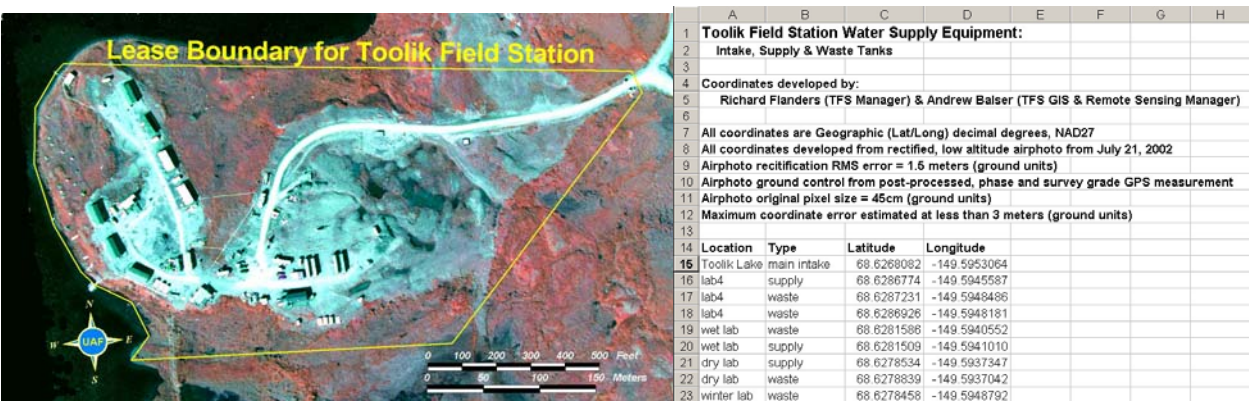 Lease Boundary for Toolik Field Station
N
W UAF E
S
0 100 200 300 400 500 Feet
0 50 100 150 Meters
A B C D E F G H
1 Toolik Field Station Water Supply Equipment:
2 Intake, Supply & Waste Tanks
3
4 Coordinates developed by:
5 Richard Flanders (TFS Manager) & Andrew Balser (TFS GIS & Remote Sensing Manager)
6
7 All coordinates are Geographic (Lat/Long) decimal degrees, NAD27
8 All coordinates developed from rectified, low altitude airphoto from July 21, 2002
9 Airphoto recitification RMS error = 1.5 meters (ground units)
10 Airphoto ground control from post-processed, phase and survey grade GPS measurement
11 Airphoto original pixel size = 45cm (ground units)
12 Maximum coordinate error estimated at less than 3 meters (ground units)
13
14 Location Type Latitude Longitude
15 Toolik Lake main intake 68.6268082 -149.5953064
16 lab4 supply 68.6286774 -149.5945587
17 lab4 waste 68.6287231 -149.5948486
18 lab4 waste 68.6286926 -149.5948181
19 wet lab waste 68.6281586 -149.5940552
20 wet lab supply 68.6281509 -149.5941010
21 dry lab supply 68.6278534 -149.5937347
22 dry lab waste 68.6278839 -149.5937042
23 winter lab waste 68.6278458 -149.5948792